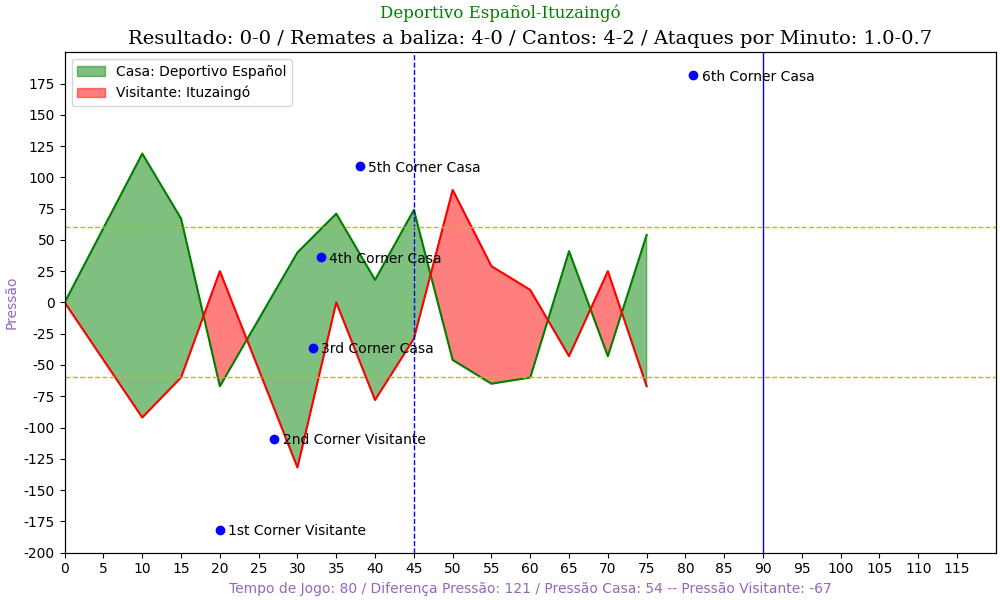 Deportivo Español-Ituzaingó
Resultado: 0-0 / Remates a baliza: 4-0 / Cantos: 4-2 / Ataques por Minuto: 1.0-0.7
Casa: Deportivo Español
Visitante: Ituzaingó
6th Corner Casa
5th Corner Casa
4th Corner Casa
3rd Corner Casa
2nd Corner Visitante
1st Corner Visitante
Pressão
175
150
125
100
75
50
25
0
-25
-50
-75
-100
-125
-150
-175
-200
0 5 10 15 20 25 30 35 40 45 50 55 60 65 70 75 80 85 90 95 100 105 110 115
Tempo de Jogo: 80 / Diferença Pressão: 121 / Pressão Casa: 54 -- Pressão Visitante: -67